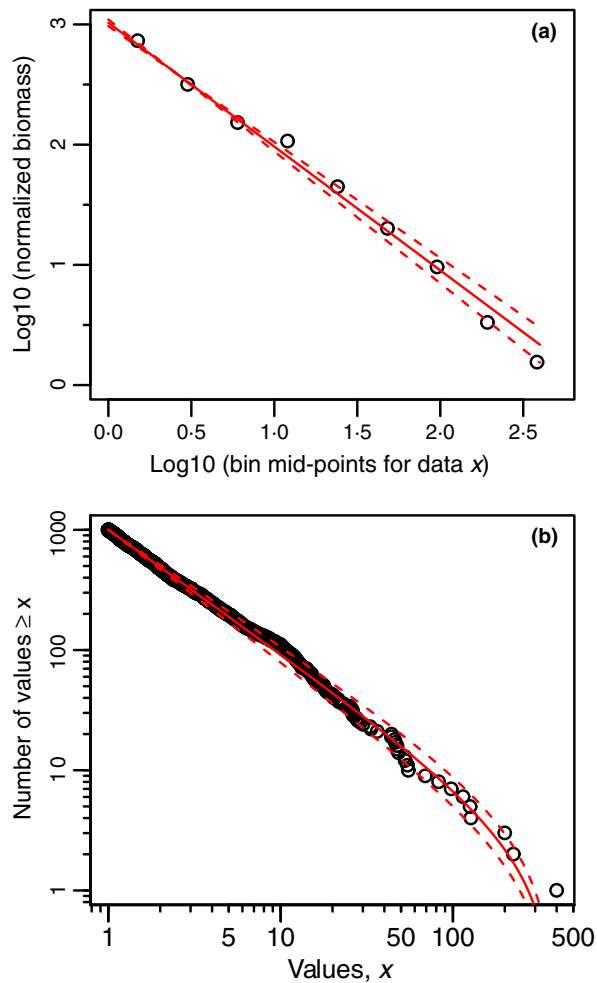 (a)
Log10 (normalized biomass)
3
2
1
0
0·0 0·5 1·0 1·5 2·0 2·5
Log10 (bin mid-points for data x)
(b)
Number of values ≥ x
1000
100
10
1
1 5 10 50 100 500
Values, x